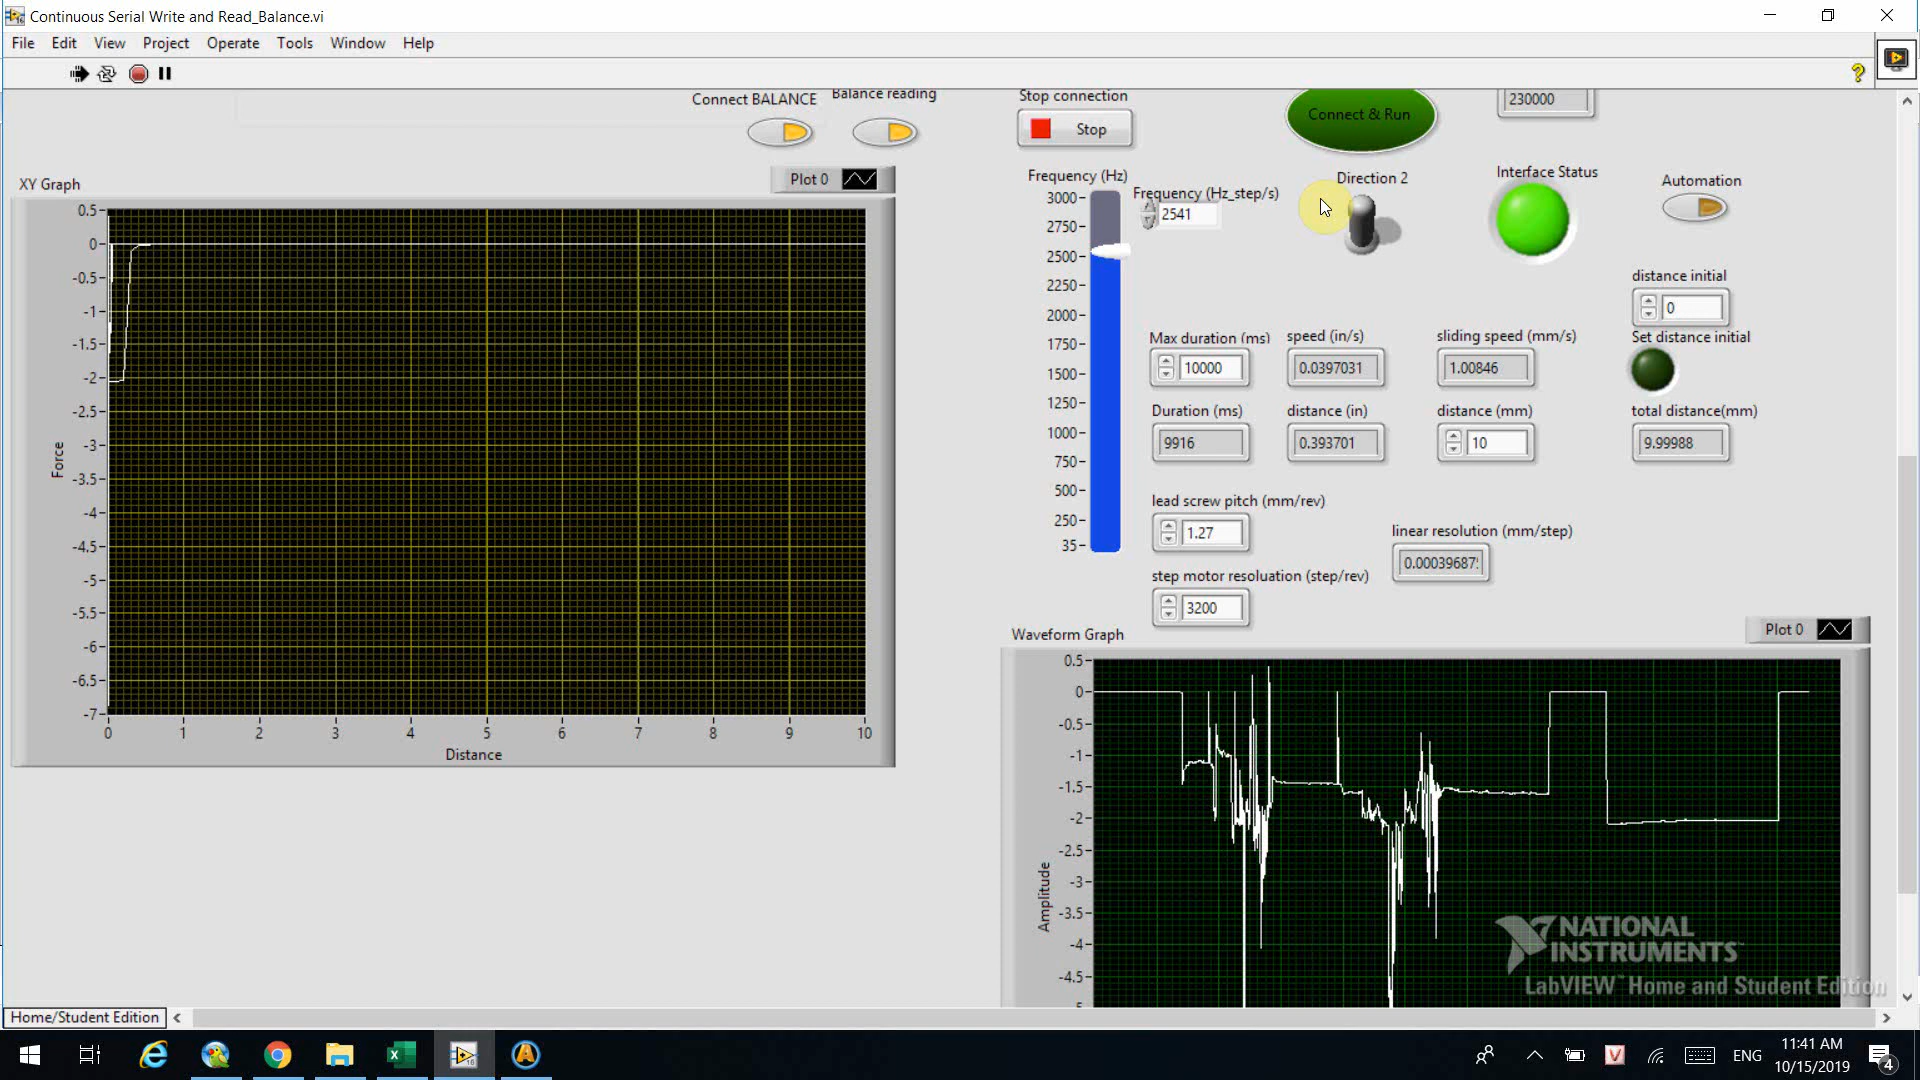 Continuous Serial Write and Read_Balance.vi
File Edit View Project Operate Tools Window Help
Connect BALANCE
Balance reading
Stop connection
Stop
Connect & Run
230000
XY Graph
Plot 0
Frequency (Hz)
Frequency (Hz_step/s)
2541
Direction 2
Interface Status
Automation
0.5
0
-0.5
-1
-1.5
-2
-2.5
-3
-3.5
-4
-4.5
-5
-5.5
-6
-6.5
-7
Force
0 1 2 3 4 5 6 7 8 9 10
Distance
3000
2750
2500
2250
2000
1750
1500
1250
1000
750
500
250
35
distance initial
0
Set distance initial
Max duration (ms)
10000
speed (in/s)
0.0397031
sliding speed (mm/s)
1.00846
Duration (ms)
9916
distance (in)
0.393701
distance (mm)
10
total distance(mm)
9.99988
lead screw pitch (mm/rev)
1.27
linear resolution (mm/step)
0.00039687
step motor resoluation (step/rev)
3200
Waveform Graph
Plot 0
0.5
0
-0.5
-1
-1.5
-2
-2.5
-3
-3.5
-4
-4.5
Amplitude
NATIONAL
INSTRUMENTS™
LabVIEW™ Home and Student Edition
Home/Student Edition
ENG
11:41 AM
10/15/2019
4